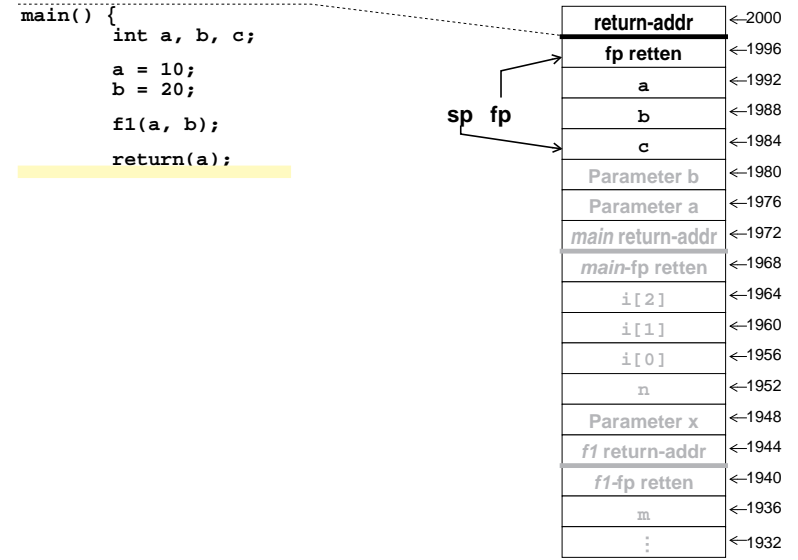 main() {
int a, b, c;
a = 10;
b = 20;
f1(a, b);
return(a);
sp fp
return-addr 2000
fp retten 1996
a 1992
b 1988
c 1984
Parameter b 1980
Parameter a 1976
main return-addr 1972
main-fp retten 1968
i[2] 1964
i[1] 1960
i[0] 1956
n 1952
Parameter x 1948
f1 return-addr 1944
f1-fp retten 1940
m 1936
⋮ 1932